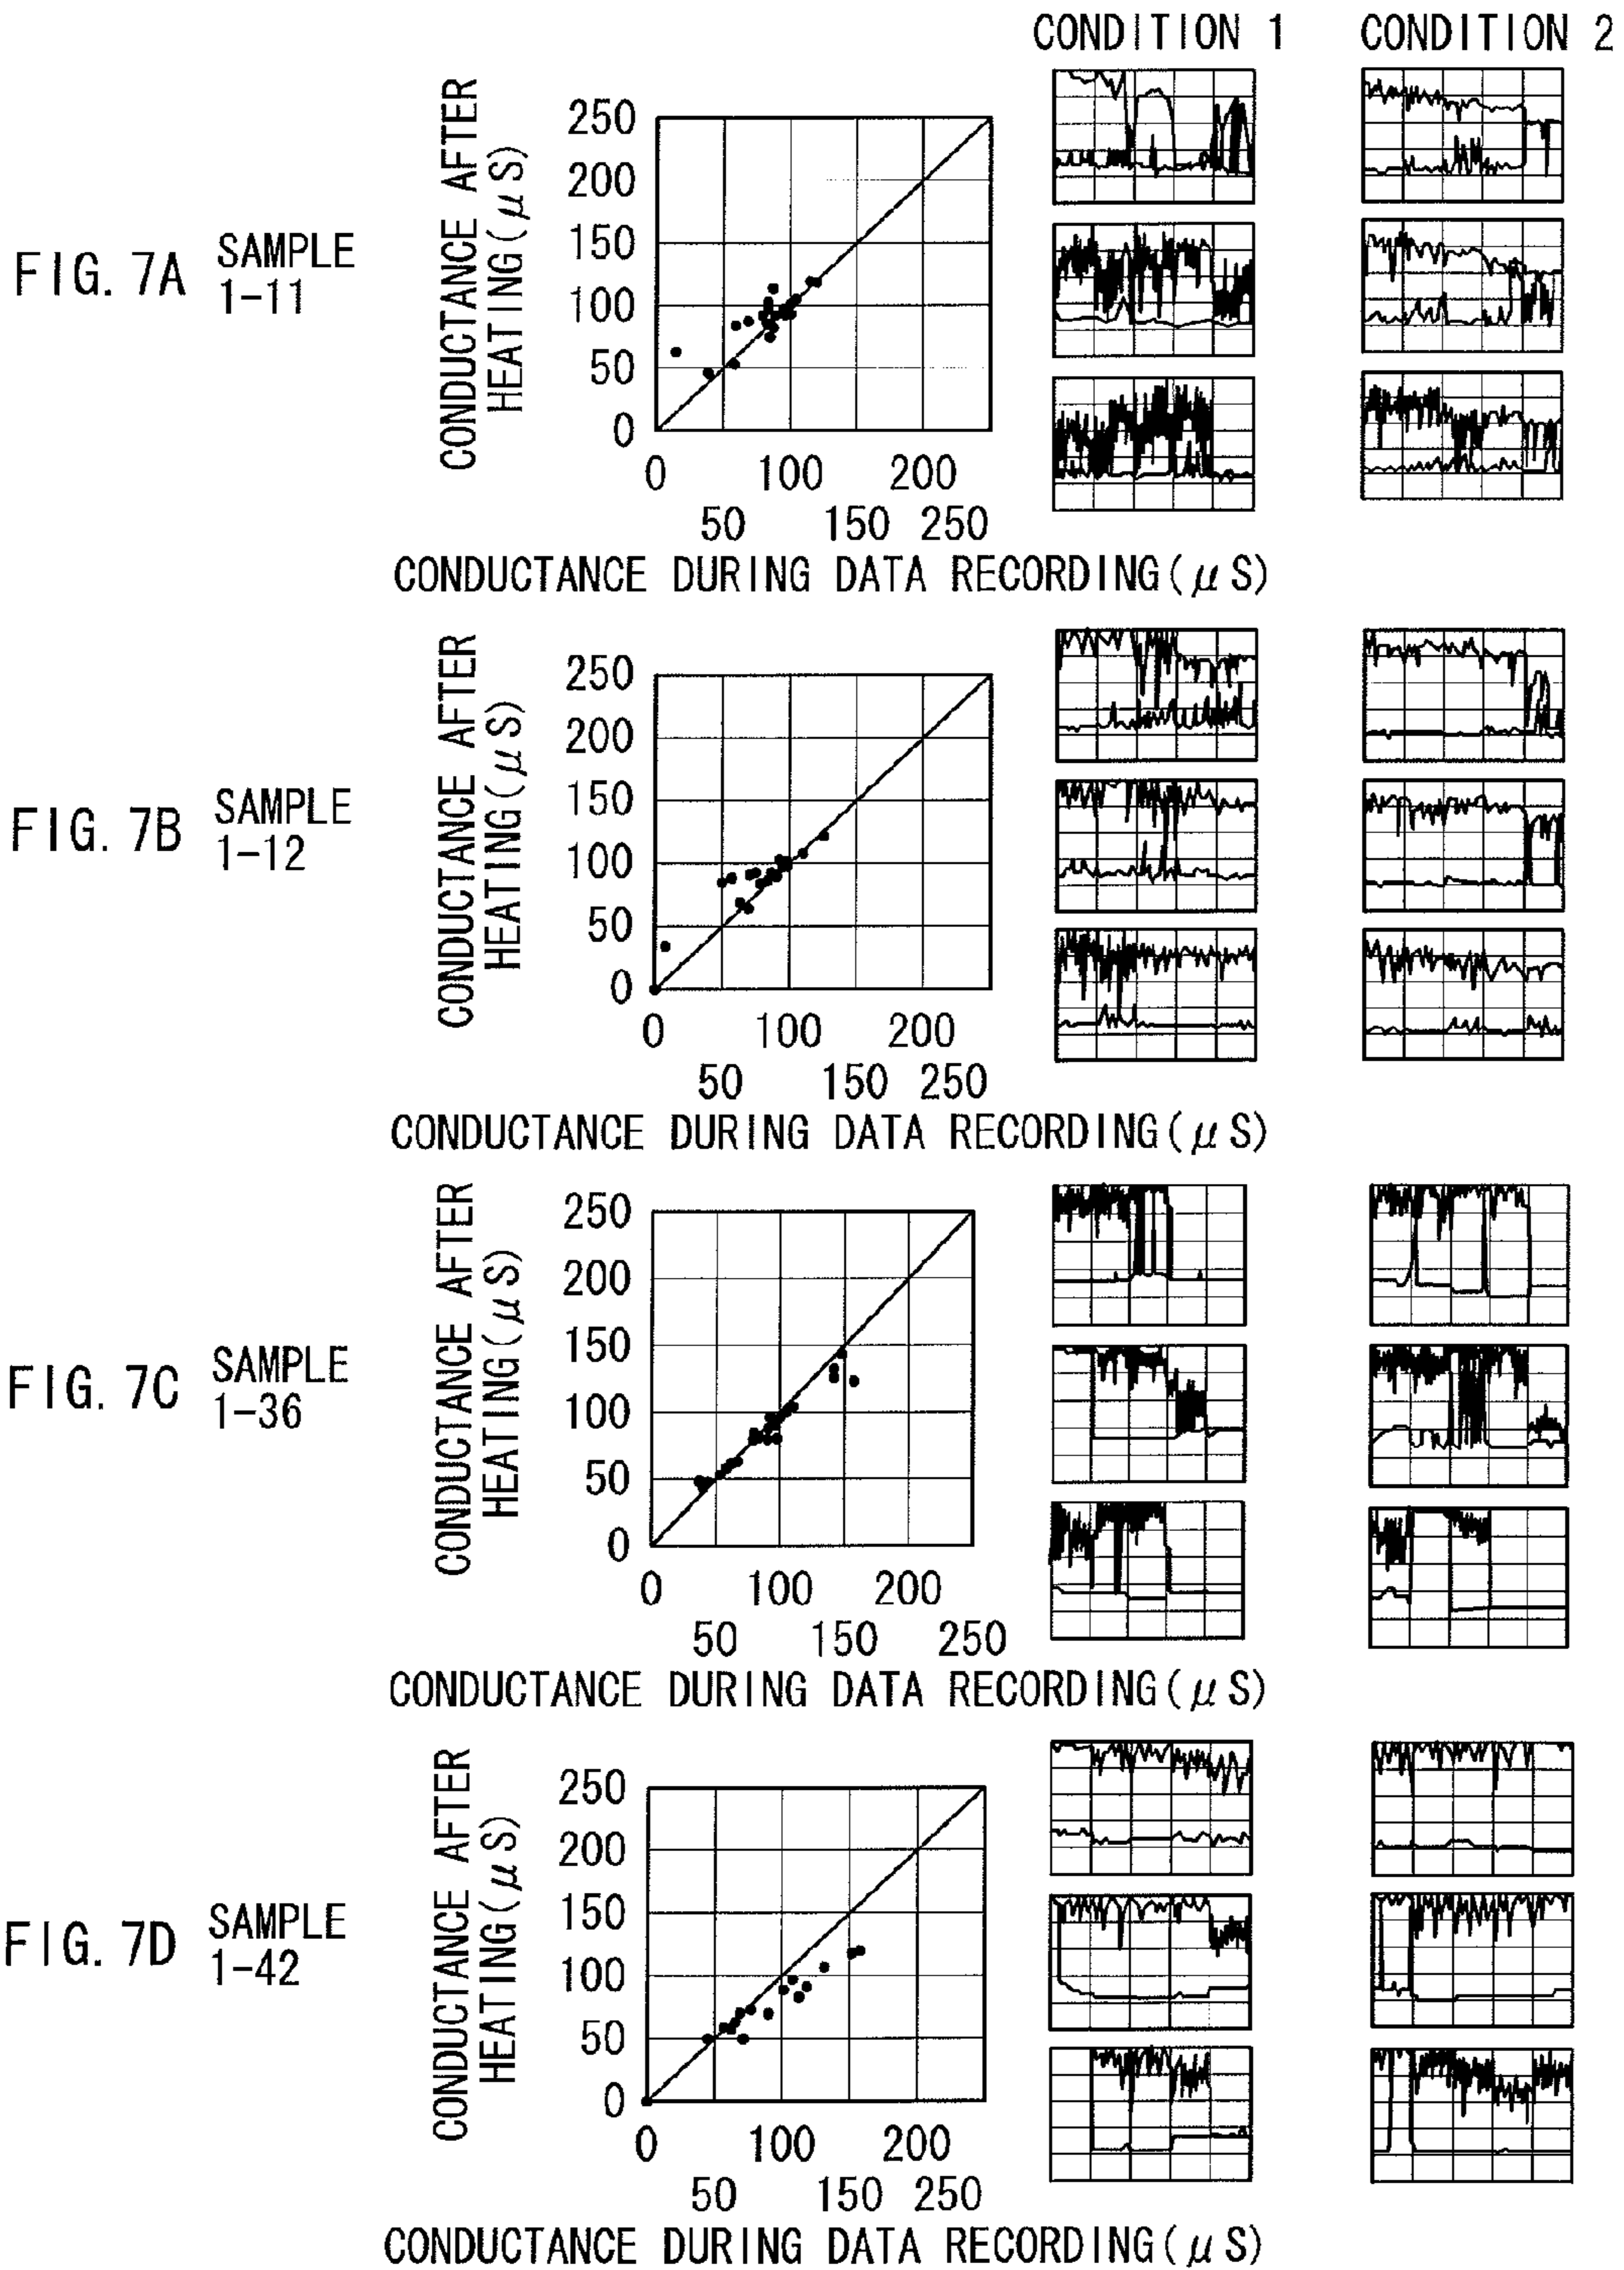 CONDITION 1
CONDITION 2
FIG. 7A
SAMPLE
1-11
CONDUCTANCE AFTER
HEATING(μS)
250
200
150
100
50
0
0
100
200
50
150
250
CONDUCTANCE DURING DATA RECORDING(μS)
FIG. 7B
SAMPLE
1-12
CONDUCTANCE AFTER
HEATING(μS)
250
200
150
100
50
0
0
100
200
50
150
250
CONDUCTANCE DURING DATA RECORDING(μS)
FIG. 7C
SAMPLE
1-36
CONDUCTANCE AFTER
HEATING(μS)
250
200
150
100
50
0
0
100
200
50
150
250
CONDUCTANCE DURING DATA RECORDING(μS)
FIG. 7D
SAMPLE
1-42
CONDUCTANCE AFTER
HEATING(μS)
250
200
150
100
50
0
0
100
200
50
150
250
CONDUCTANCE DURING DATA RECORDING(μS)